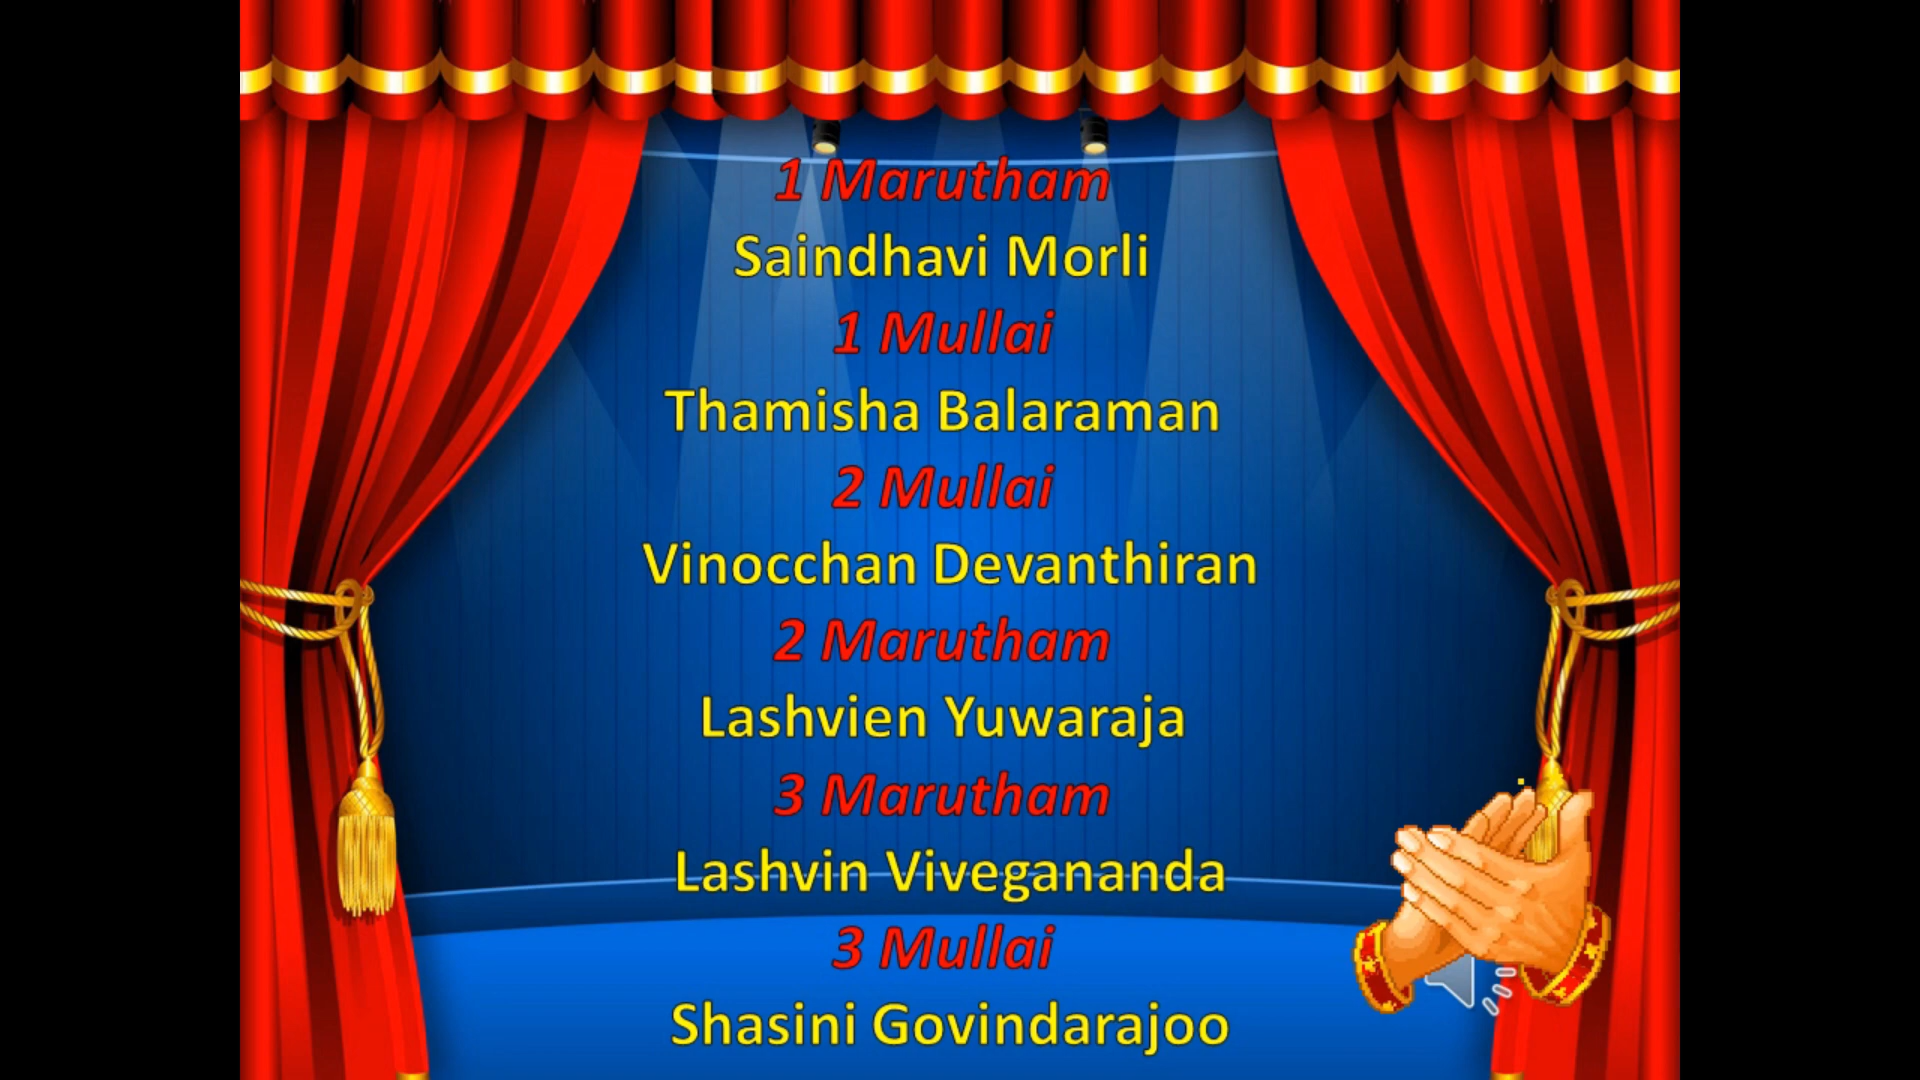 1 Marutham
Saindhavi Morli
1 Mullai
Thamisha Balaraman
2 Mullai
Vinocchan Devanthiran
2 Marutham
Lashvien Yuwaraja
3 Marutham
Lashvin Vivegananda
3 Mullai
Shasini Govindarajoo